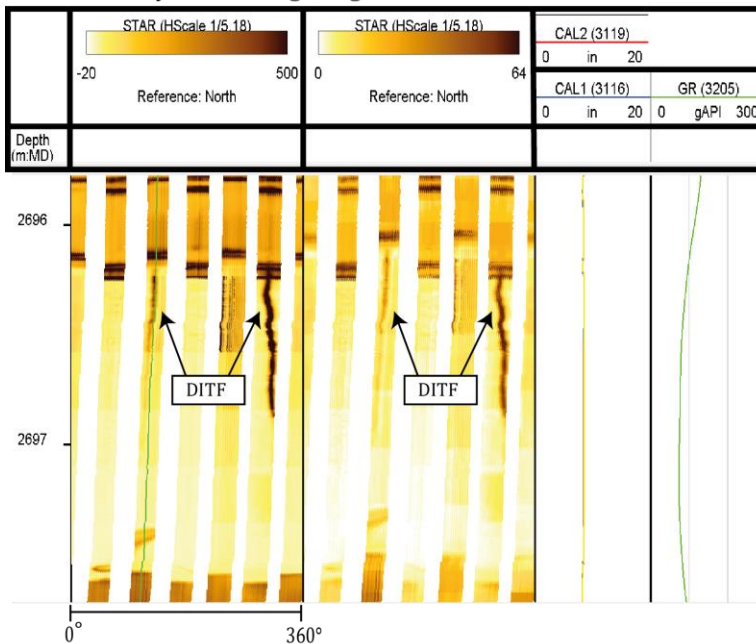 STAR (HScale 1/5.18)
-20 500
Reference: North
STAR (HScale 1/5.18)
0 64
Reference: North
CAL2 (3119)
0 in 20
CAL1 (3116)
0 in 20
GR (3205)
0 gAPI 300
Depth
(m:MD)
2696
DITF
DITF
2697
0° 360°